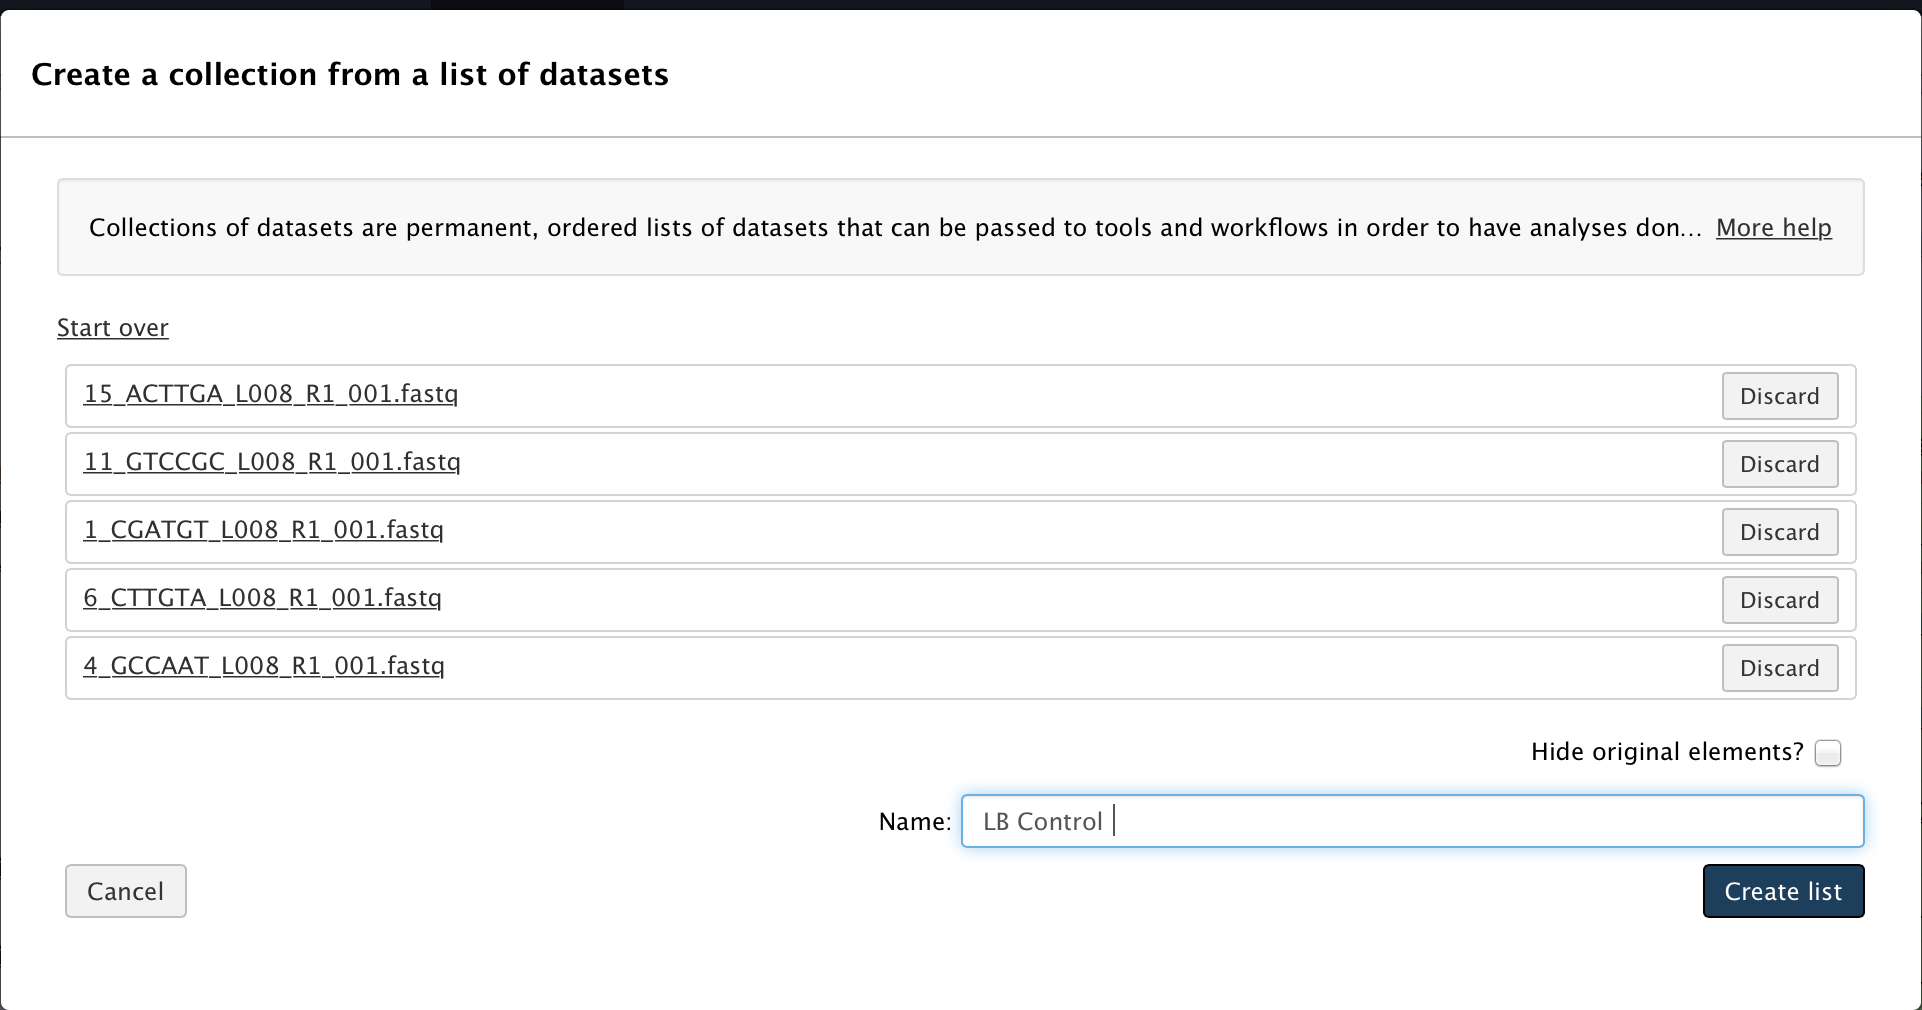 Create a collection from a list of datasets
Collections of datasets are permanent, ordered lists of datasets that can be passed to tools and workflows in order to have analyses don... More help
Start over
15_ACTTGA_L008_R1_001.fastq Discard
11_GTCCGC_L008_R1_001.fastq Discard
1_CGATGT_L008_R1_001.fastq Discard
6_CTTGTA_L008_R1_001.fastq Discard
4_GCCAAT_L008_R1_001.fastq Discard
Hide original elements?
Name: LB Control
Cancel Create list